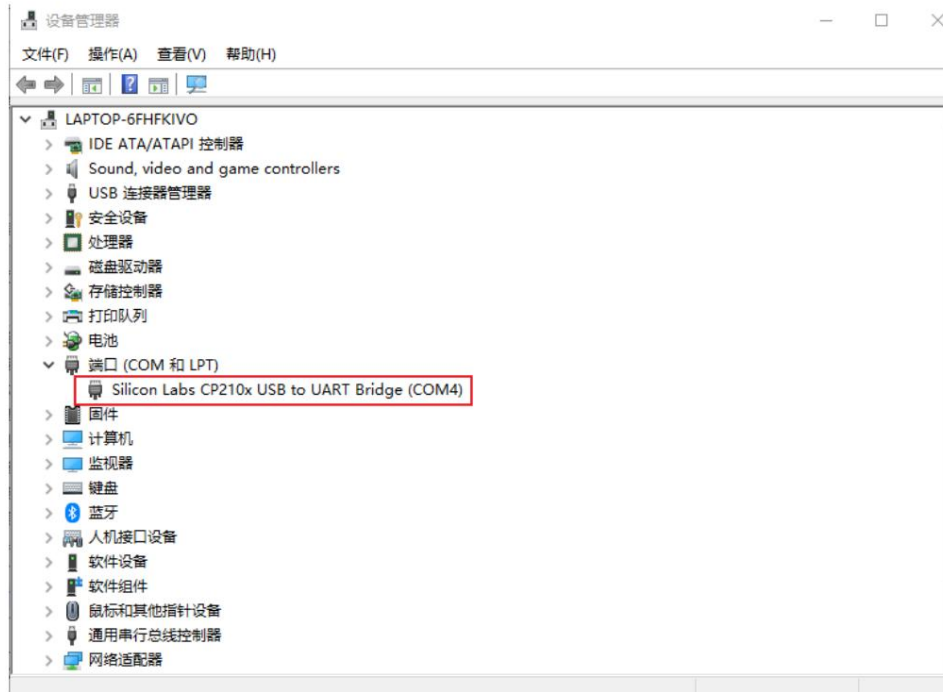 设备管理器
文件(F) 操作(A) 查看(V) 帮助(H)
LAPTOP-6FHFKIVO
IDE ATA/ATAPI 控制器
Sound, video and game controllers
USB 连接器管理器
安全设备
处理器
磁盘驱动器
存储控制器
打印队列
电池
端口 (COM 和 LPT)
Silicon Labs CP210x USB to UART Bridge (COM4)
固件
计算机
监视器
键盘
蓝牙
人机接口设备
软件设备
软件组件
鼠标和其他指针设备
通用串行总线控制器
网络适配器